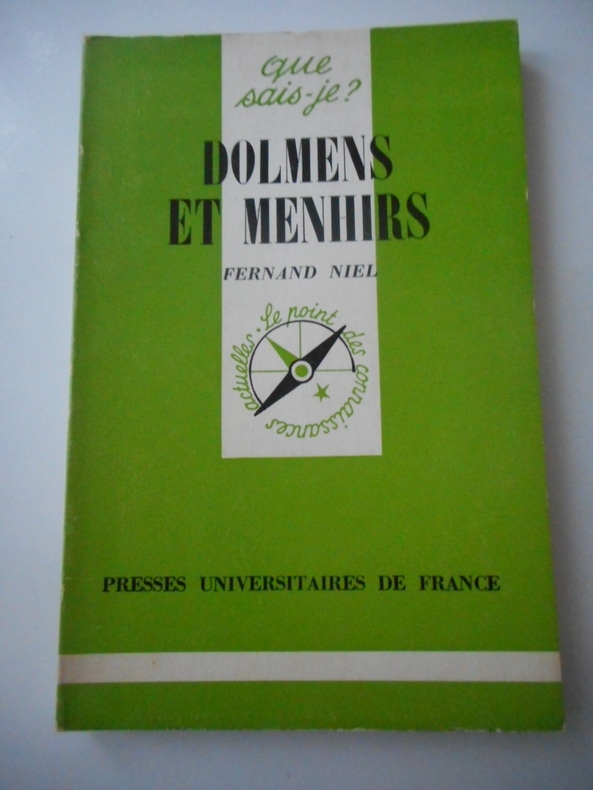 que
sais-je?
DOLMENS
ET MENHIRS
FERNAND NIEL
Le point des connaissances actuelles.
PRESSES UNIVERSITAIRES DE FRANCE